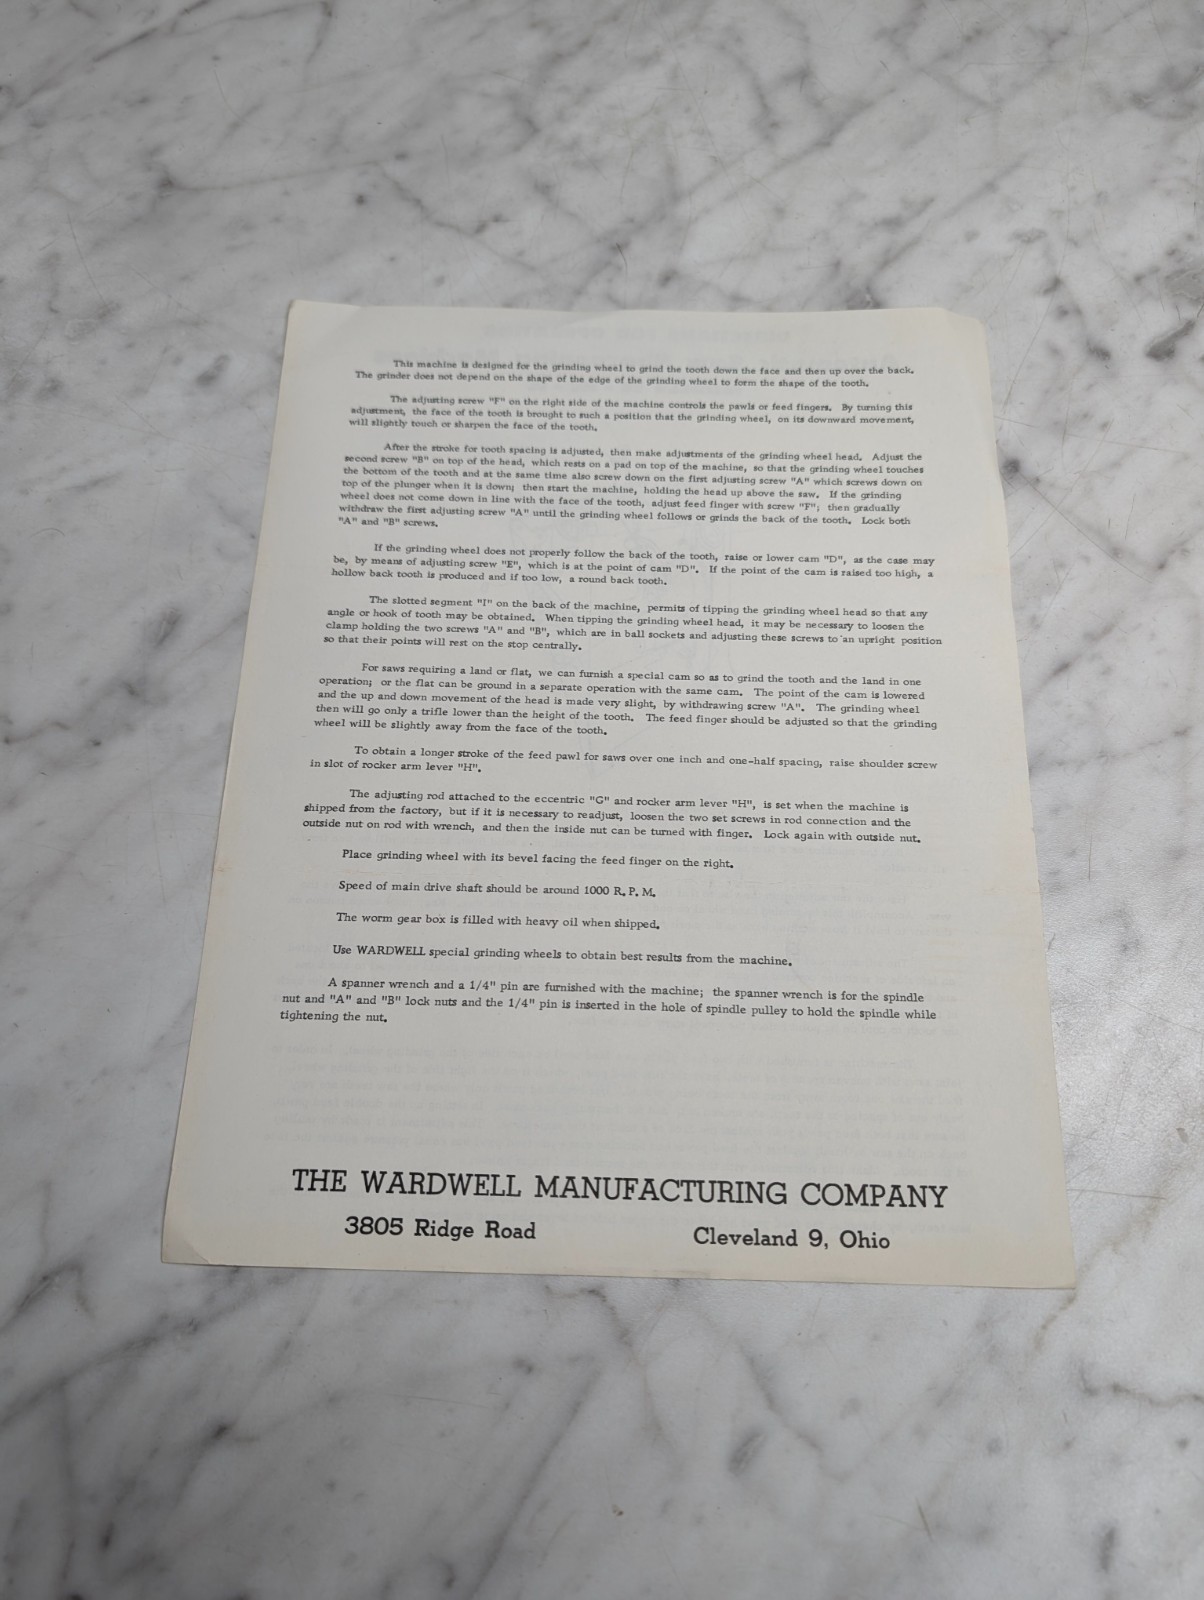 This machine is designed for the grinding wheel to grind the tooth down the face and then up over the back.
The grinder does not depend on the shape of the edge of the grinding wheel to form the shape of the tooth.
The adjusting screw "F" on the right side of the machine controls the pawls or feed fingers. By turning this
adjustment, the face of the tooth is brought to such a position that the grinding wheel, on its downward movement,
will slightly touch or sharpen the face of the tooth.
After the stroke for tooth spacing is adjusted, then make adjustments of the grinding wheel head. Adjust the
second screw "B" on top of the head, which rests on a pad on top of the machine, so that the grinding wheel touches
the bottom of the tooth and at the same time also screw down on the first adjusting screw "A" which screws down on
top of the plunger when it is down; then start the machine, holding the head up above the saw. If the grinding
wheel does not come down in line with the face of the tooth, adjust feed finger with screw "F"; then gradually
withdraw the first adjusting screw "A" until the grinding wheel follows or grinds the back of the tooth. Lock both
"A" and "B" screws.
If the grinding wheel does not properly follow the back of the tooth, raise or lower cam "D", as the case may
be, by means of adjusting screw "E", which is at the point of cam "D". If the point of the cam is raised too high, a
hollow back tooth is produced and if too low, a round back tooth.
The slotted segment "I" on the back of the machine, permits of tipping the grinding wheel head so that any
angle or hook of tooth may be obtained. When tipping the grinding wheel head, it may be necessary to loosen the
clamp holding the two screws "A" and "B", which are in ball sockets and adjusting these screws to an upright position
so that their points will rest on the stop centrally.
For saws requiring a land or flat, we can furnish a special cam so as to grind the tooth and the land in one
operation; or the flat can be ground in a separate operation with the same cam. The point of the cam is lowered
and the up and down movement of the head is made very slight, by withdrawing screw "A". The grinding wheel
then will go only a trifle lower than the height of the tooth. The feed finger should be adjusted so that the grinding
wheel will be slightly away from the face of the tooth.
To obtain a longer stroke of the feed pawl for saws over one inch and one-half spacing, raise shoulder screw
in slot of rocker arm lever "H".
The adjusting rod attached to the eccentric "G" and rocker arm lever "H", is set when the machine is
shipped from the factory, but if it is necessary to readjust, loosen the two set screws in rod connection and the
outside nut on rod with wrench, and then the inside nut can be turned with finger. Lock again with outside nut.
Place grinding wheel with its bevel facing the feed finger on the right.
Speed of main drive shaft should be around 1000 R. P. M.
The worm gear box is filled with heavy oil when shipped.
Use WARDWELL special grinding wheels to obtain best results from the machine.
A spanner wrench and a 1/4" pin are furnished with the machine; the spanner wrench is for the spindle
nut and "A" and "B" lock nuts and the 1/4" pin is inserted in the hole of spindle pulley to hold the spindle while
tightening the nut.
THE WARDWELL MANUFACTURING COMPANY
3805 Ridge Road Cleveland 9, Ohio